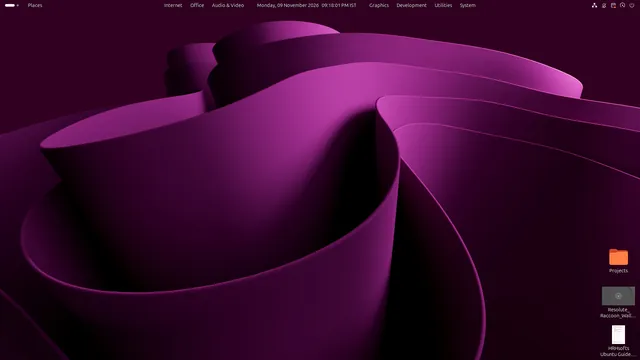 Places
Internet Office Audio & Video Monday, 09 November 2026 09:18:01 PM IST Graphics Development Utilities System
Projects
Resolute_
Raccoon_Wall...
HRHsoft's
Ubuntu Guide...